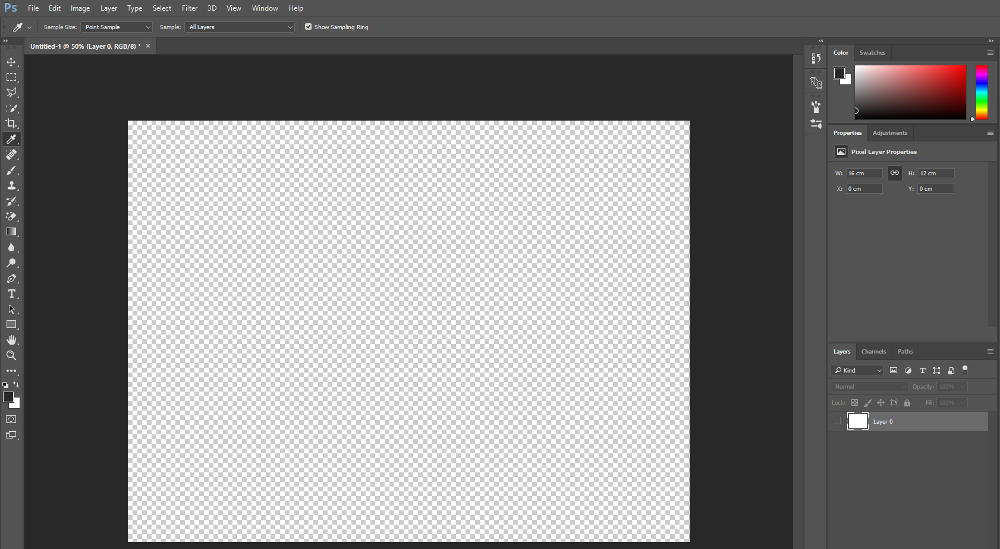 Ps File Edit Image Layer Type Select Filter 3D View Window Help
Sample Size: Point Sample Sample: All Layers Show Sampling Ring
Untitled-1 @ 50% (Layer 0, RGB/8) * ×
Color Swatches
Properties Adjustments
Pixel Layer Properties
W: 16 cm H: 12 cm
X: 0 cm Y: 0 cm
Layers Channels Paths
Kind
Normal Opacity: 100%
Lock: Fill: 100%
Layer 0